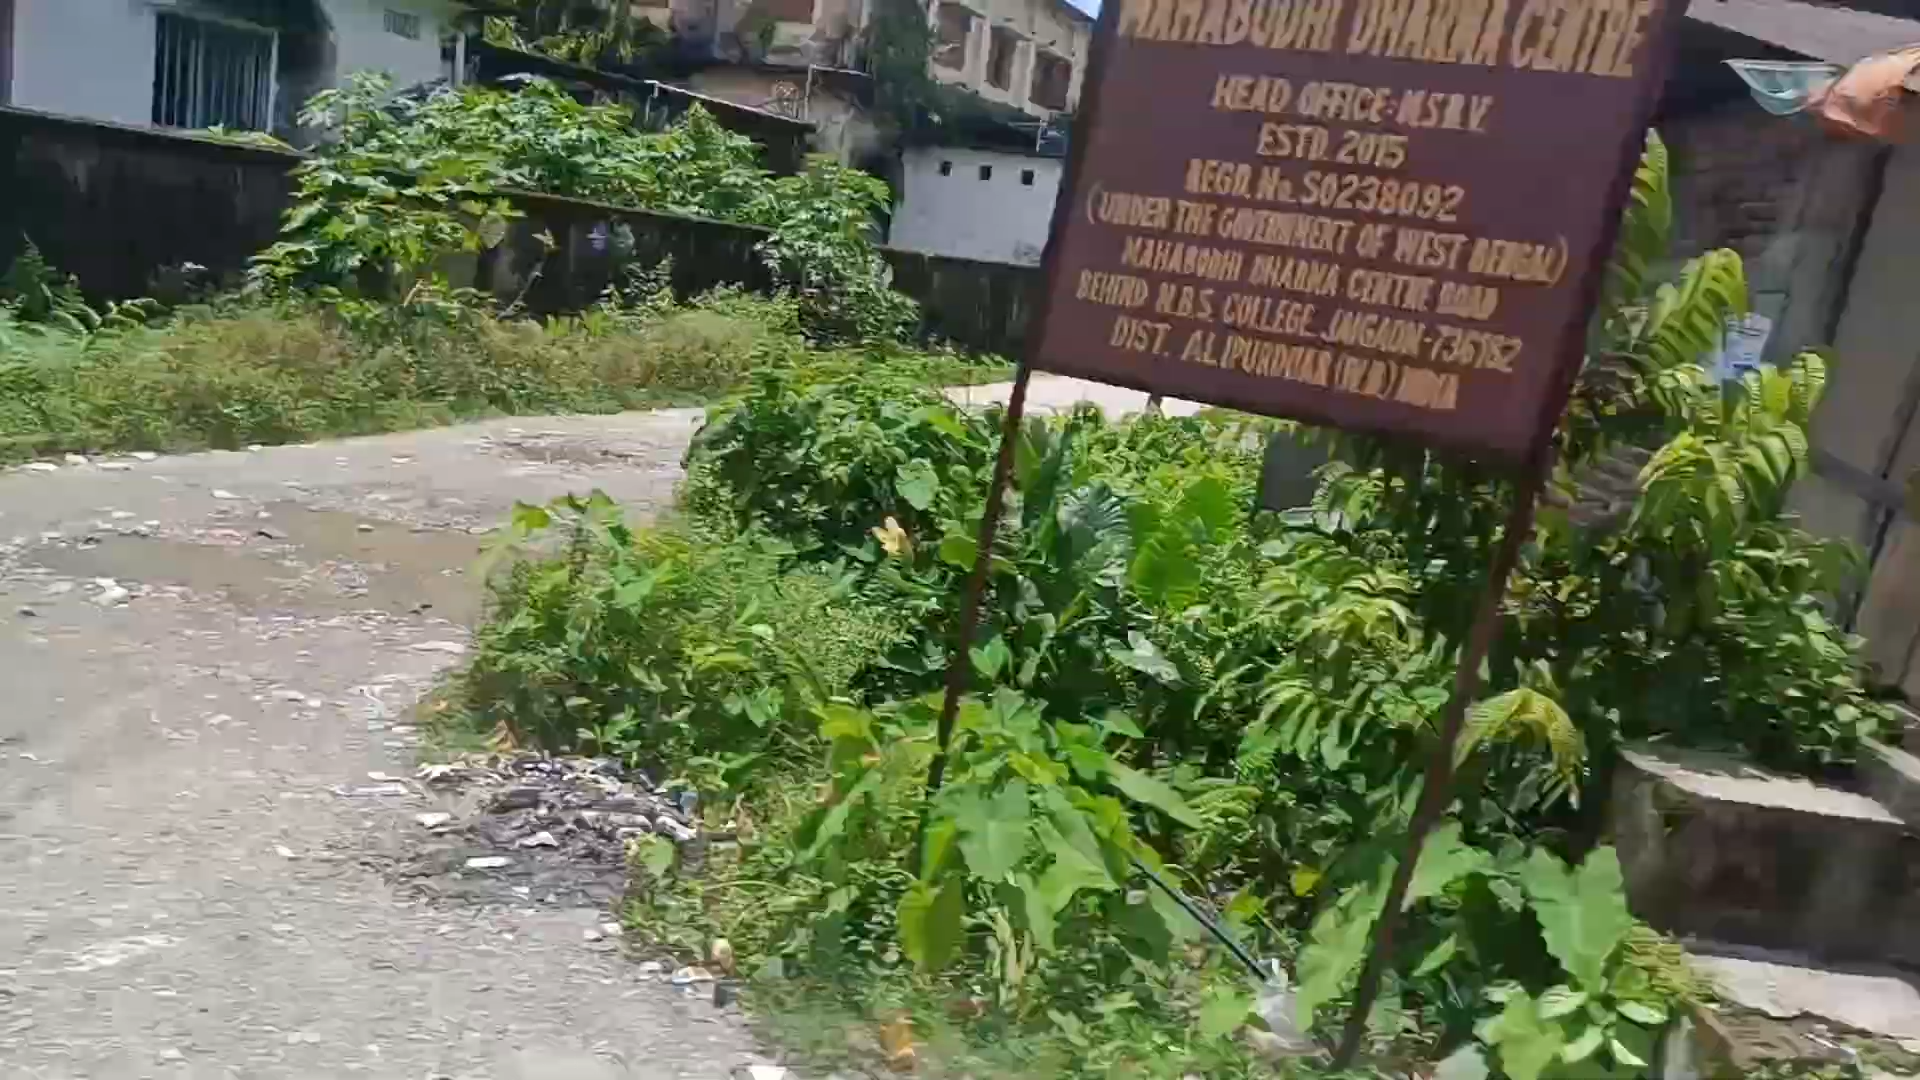 MAHABODHI DHARMA CENTRE
HEAD OFFICE-M.S.R.V.
ESTD. 2015
REGD. No. S0238092
(UNDER THE GOVERNMENT OF WEST BENGAL)
MAHABODHI DHARMA CENTRE ROAD
BEHIND N.B.S. COLLEGE, JAIGAON-736182
DIST. ALIPURDUAR (W.B) INDIA